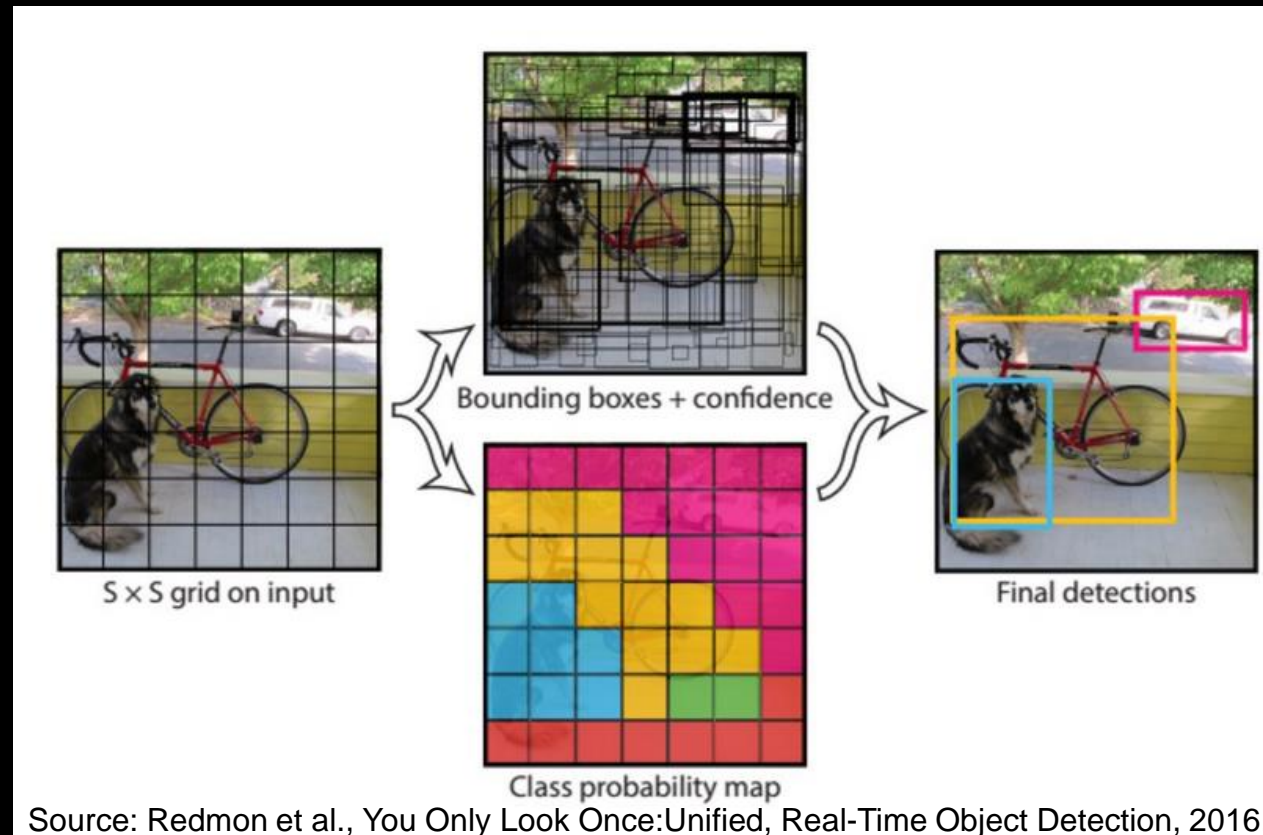 Bounding boxes + confidence
S × S grid on input
Final detections
Class probability map
Source: Redmon et al., You Only Look Once:Unified, Real-Time Object Detection, 2016